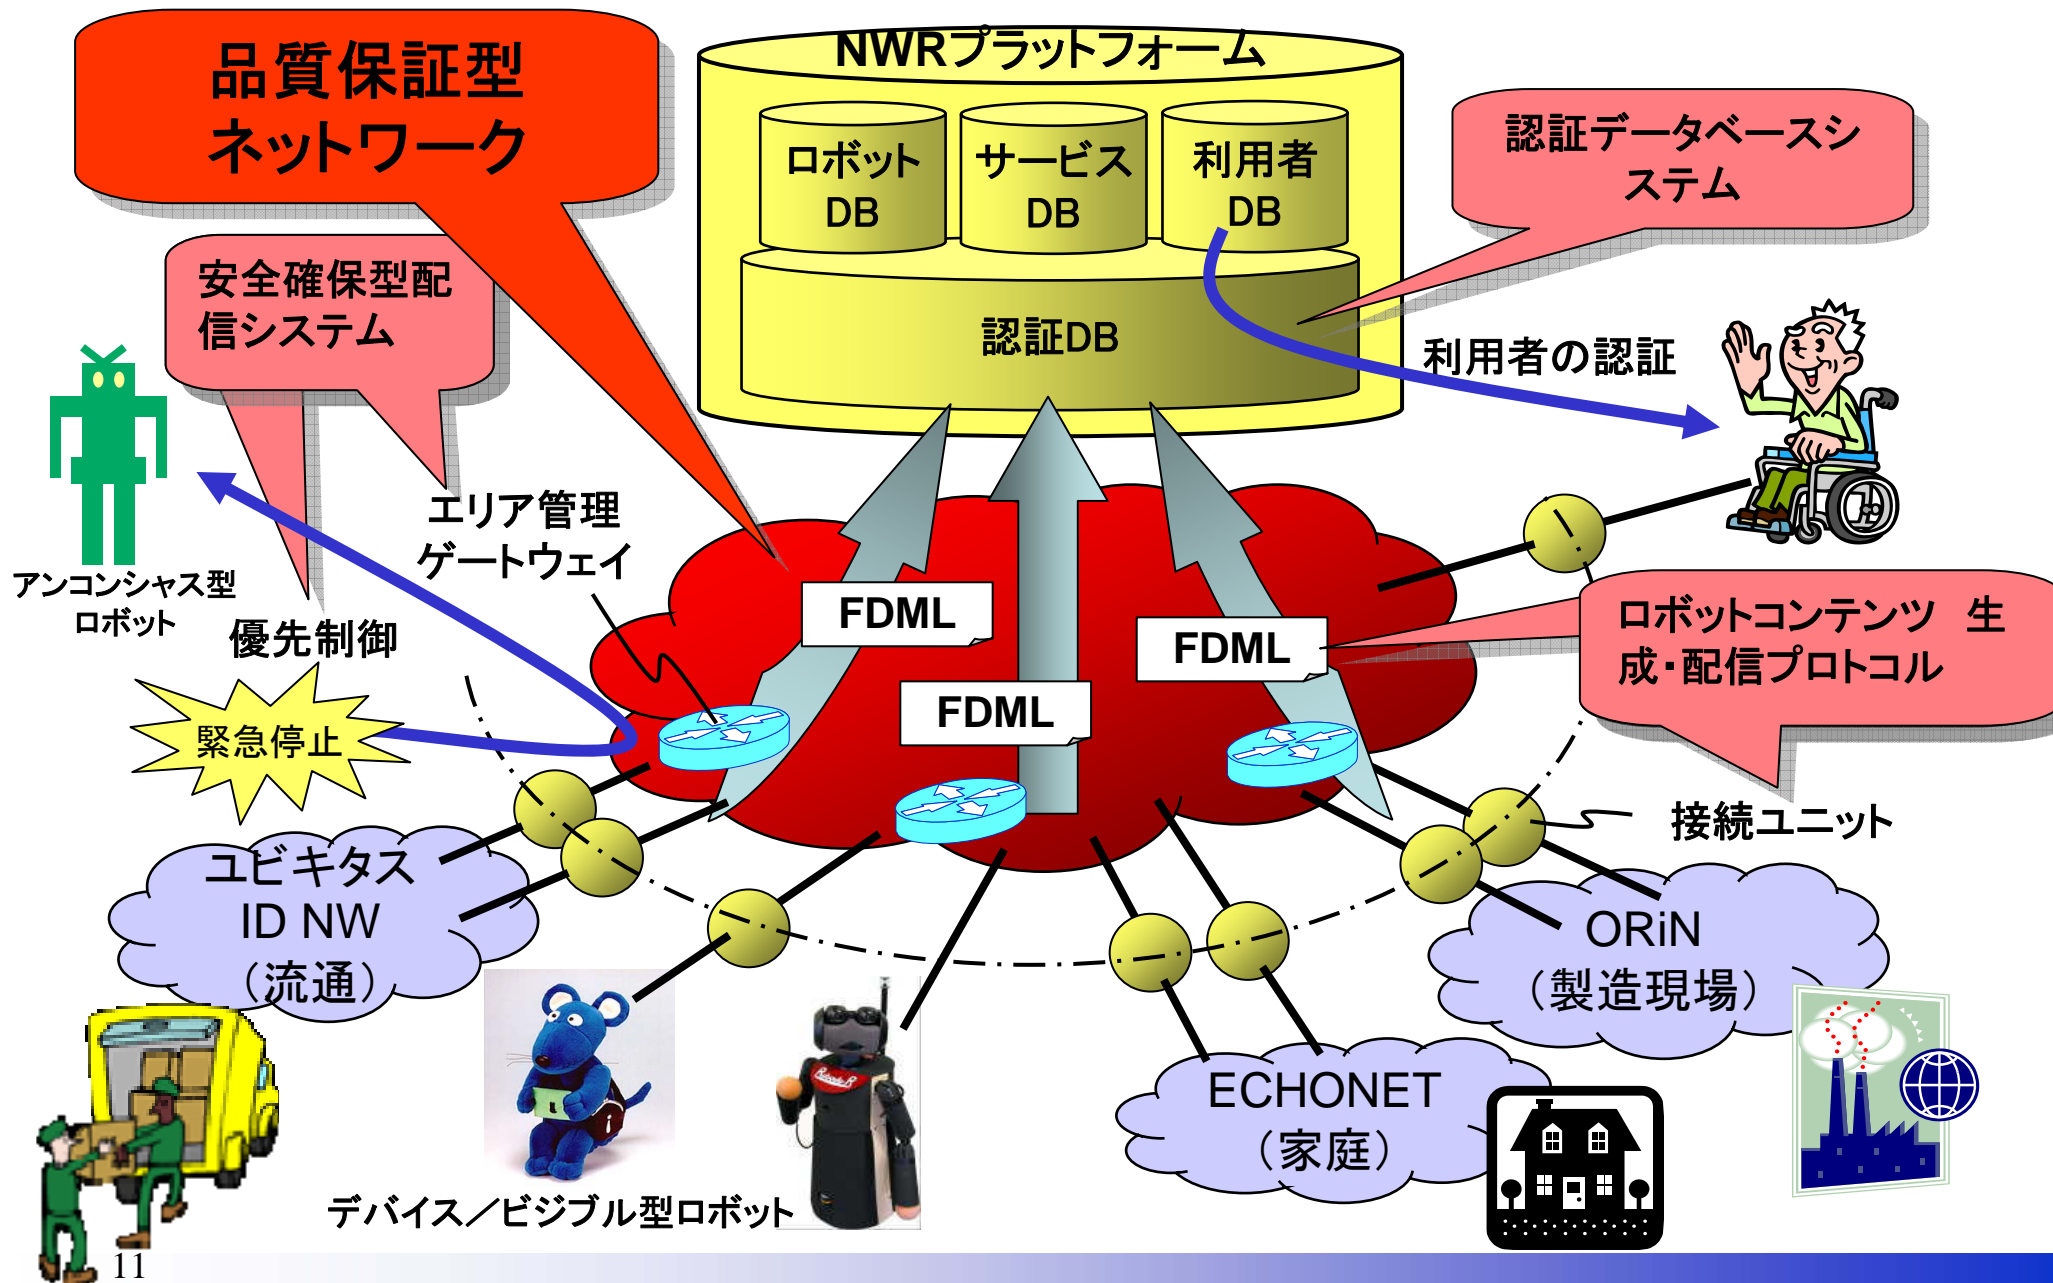 品質保証型
ネットワーク
NWRプラットフォーム
ロボット
DB
サービス
DB
利用者
DB
認証データベースシ
ステム
安全確保型配
信システム
認証DB
利用者の認証
エリア管理
ゲートウェイ
アンコンシャス型
ロボット
優先制御
FDML
FDML
FDML
ロボットコンテンツ　生
成・配信プロトコル
緊急停止
接続ユニット
ユビキタス
ID NW
（流通）
ORiN
（製造現場）
ECHONET
（家庭）
デバイス／ビジブル型ロボット
11